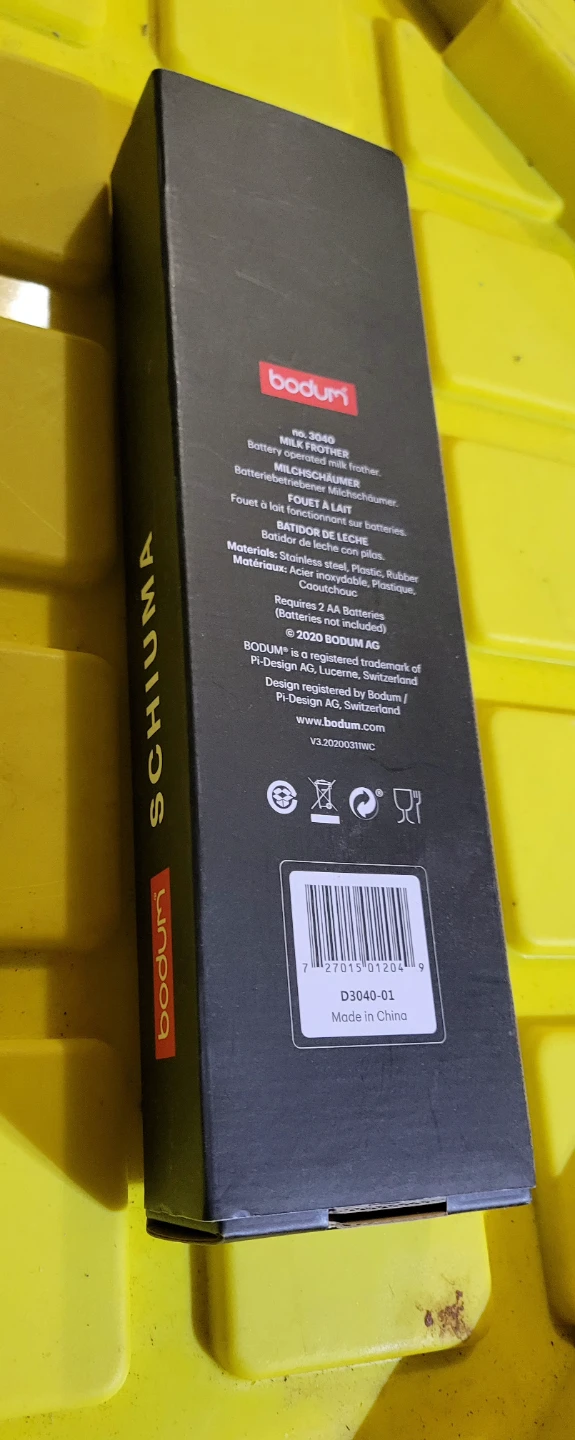 bodum®
no. 3040
MILK FROTHER
Battery operated milk frother.
MILCHSCHÄUMER
Batteriebetriebener Milchschäumer.
FOUET À LAIT
Fouet à lait fonctionnant sur batteries.
BATIDOR DE LECHE
Batidor de leche con pilas.
Materials: Stainless steel, Plastic, Rubber
Matériaux: Acier inoxydable, Plastique,
Caoutchouc
Requires 2 AA Batteries
(Batteries not included)
© 2020 BODUM AG
BODUM® is a registered trademark of
Pi-Design AG, Lucerne, Switzerland
Design registered by Bodum /
Pi-Design AG, Switzerland
www.bodum.com
V3.20200311WC
7 27015 01204 9
D3040-01
Made in China
SCHIUMA
bodum®